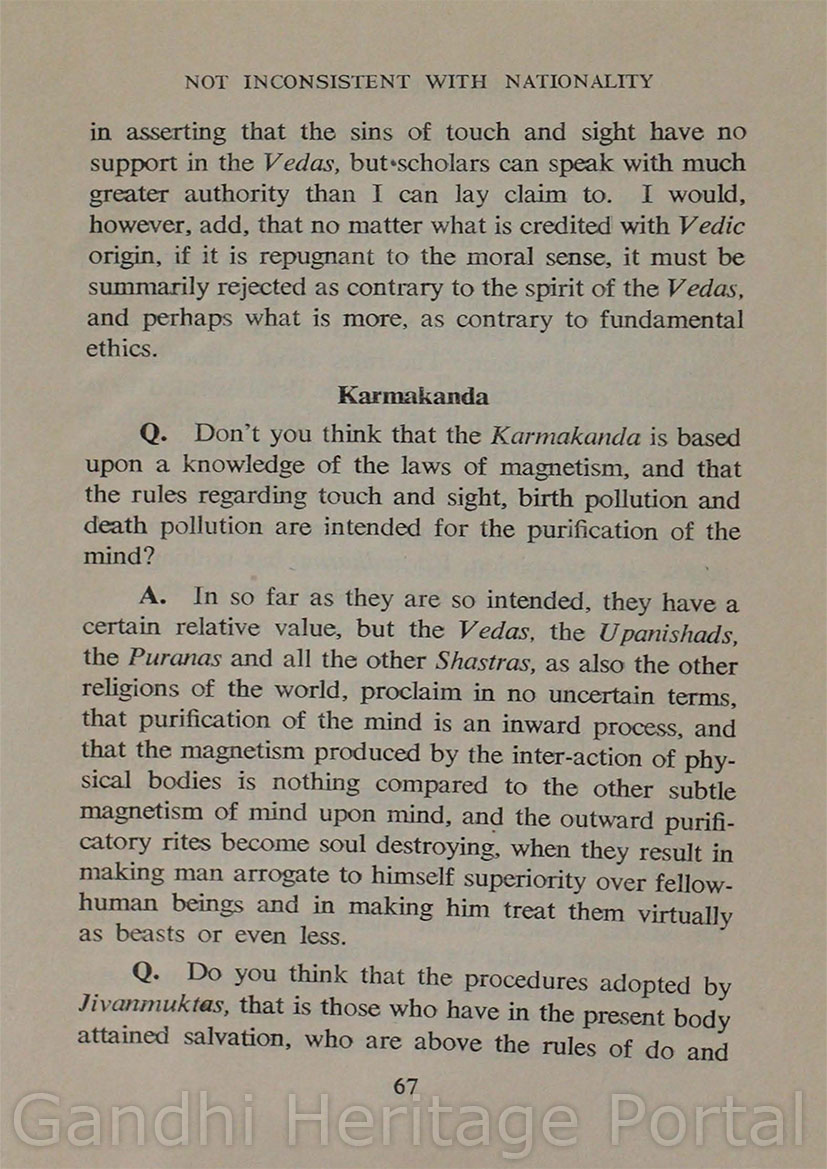 NOT INCONSISTENT WITH NATIONALITY
in asserting that the sins of touch and sight have no
support in the Vedas, but scholars can speak with much
greater authority than I can lay claim to. I would,
however, add, that no matter what is credited with Vedic
origin, if it is repugnant to the moral sense, it must be
summarily rejected as contrary to the spirit of the Vedas,
and perhaps what is more, as contrary to fundamental
ethics.
Karmakanda
Q. Don't you think that the Karmakanda is based
upon a knowledge of the laws of magnetism, and that
the rules regarding touch and sight, birth pollution and
death pollution are intended for the purification of the
mind?
A. In so far as they are so intended, they have a
certain relative value, but the Vedas, the Upanishads,
the Puranas and all the other Shastras, as also the other
religions of the world, proclaim in no uncertain terms,
that purification of the mind is an inward process, and
that the magnetism produced by the inter-action of phy-
sical bodies is nothing compared to the other subtle
magnetism of mind upon mind, and the outward purifi-
catory rites become soul destroying, when they result in
making man arrogate to himself superiority over fellow-
human beings and in making him treat them virtually
as beasts or even less.
Q. Do you think that the procedures adopted by
Jivanmuktas, that is those who have in the present body
attained salvation, who are above the rules of do and
67
Gandhi Heritage Portal